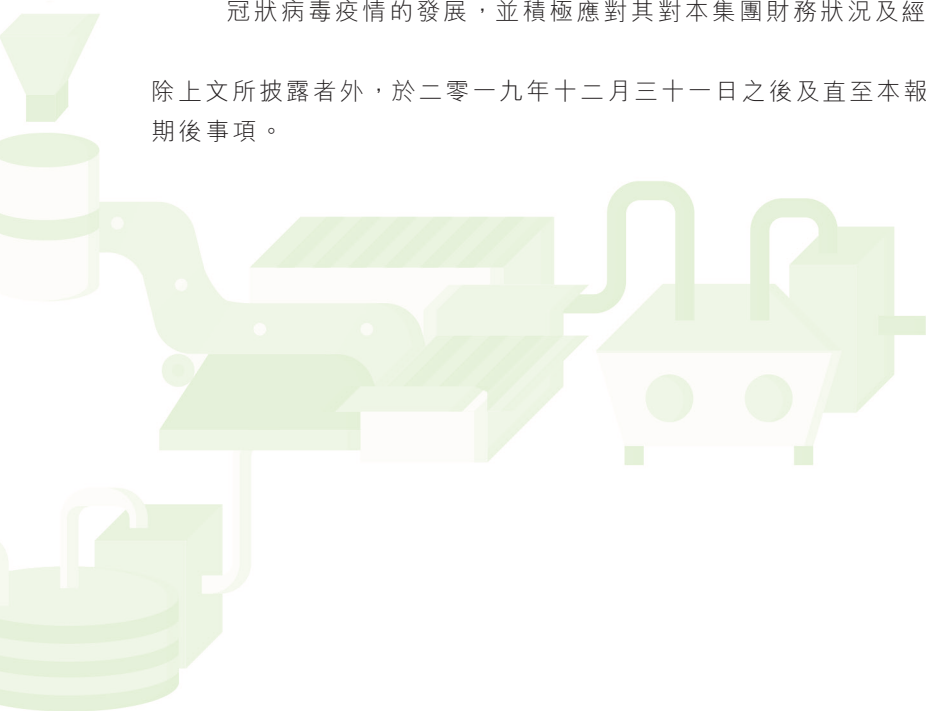 冠狀病毒疫情的發展，並積極應對其對本集團財務狀況及經
除上文所披露者外，於二零一九年十二月三十一日之後及直至本報
期後事項。